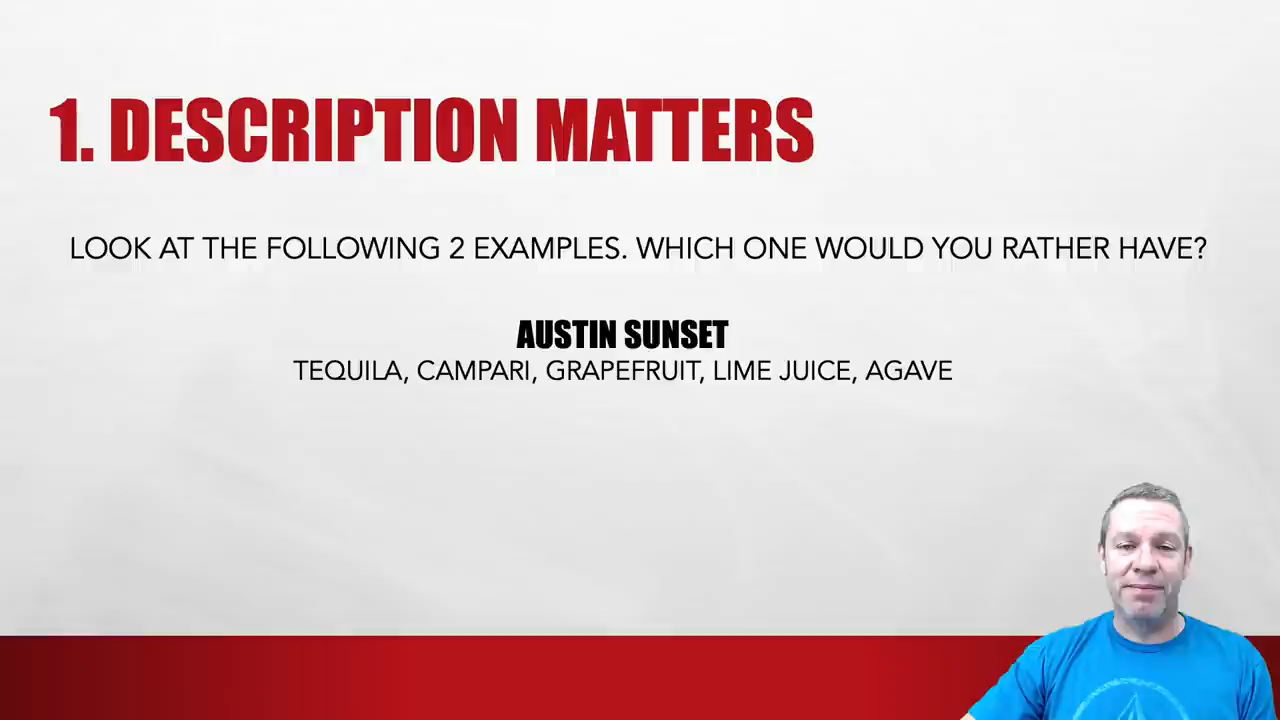 1. DESCRIPTION MATTERS
LOOK AT THE FOLLOWING 2 EXAMPLES. WHICH ONE WOULD YOU RATHER HAVE?
AUSTIN SUNSET
TEQUILA, CAMPARI, GRAPEFRUIT, LIME JUICE, AGAVE